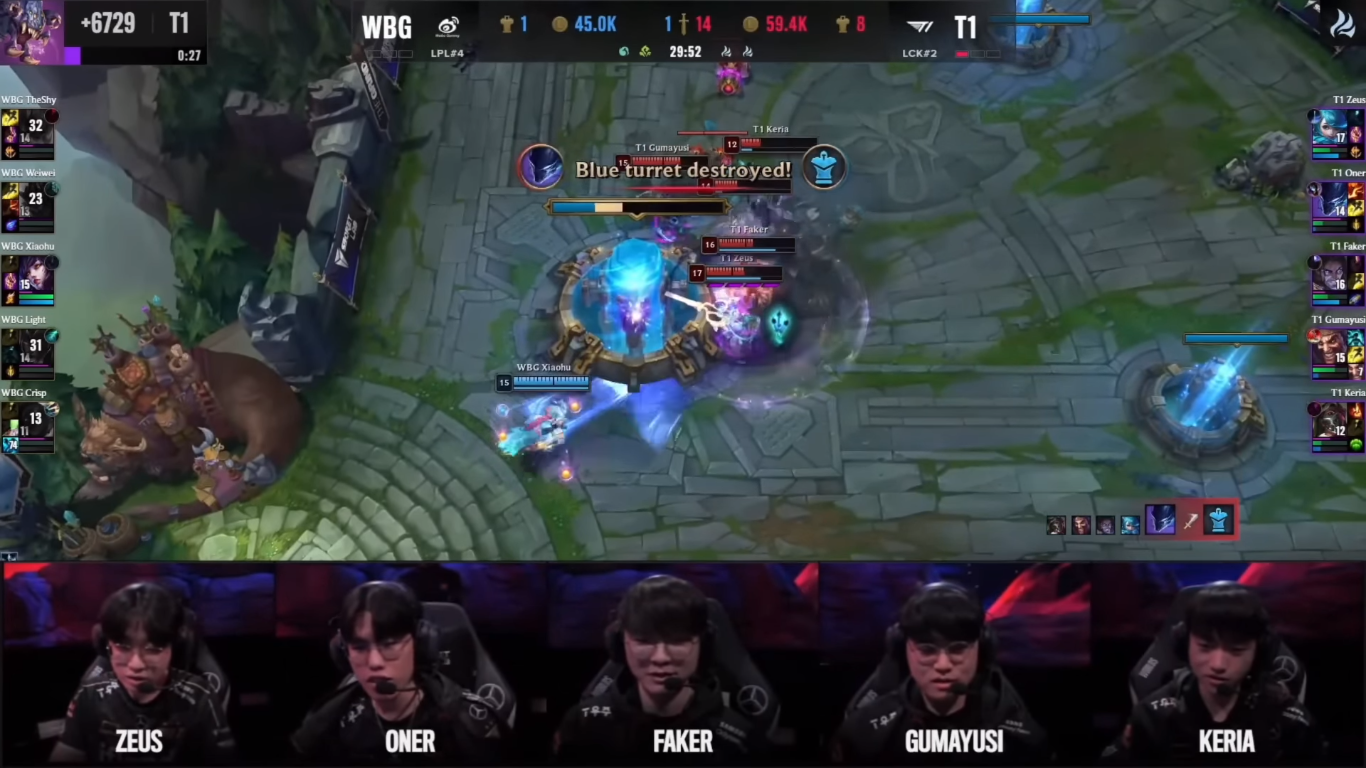 +6729 T1
0:27
WBG
LPL#4
1 45.0K 1 14 59.4K 8
29:52
T1
LCK#2
WBG TheShy
32
14
WBG Weiwei
23
13
WBG Xiaohu
15
WBG Light
31
14
WBG Crisp
13
11
74
T1 Zeus
17
T1 Oner
14
T1 Faker
16
T1 Gumayusi
15
7
T1 Keria
12
T1 Keria
12
T1 Gumayusi
15
Blue turret destroyed!
T1 Faker
16
T1 Zeus
17
WBG Xiaohu
15
ZEUS
ONER
FAKER
GUMAYUSI
KERIA